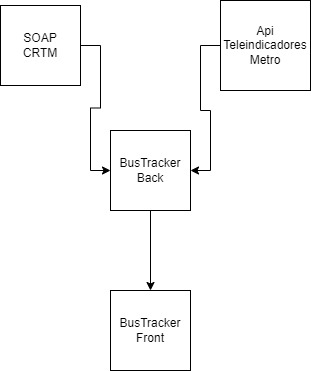 SOAP
CRTM
Api
Teleindicadores
Metro
BusTracker
Back
BusTracker
Front